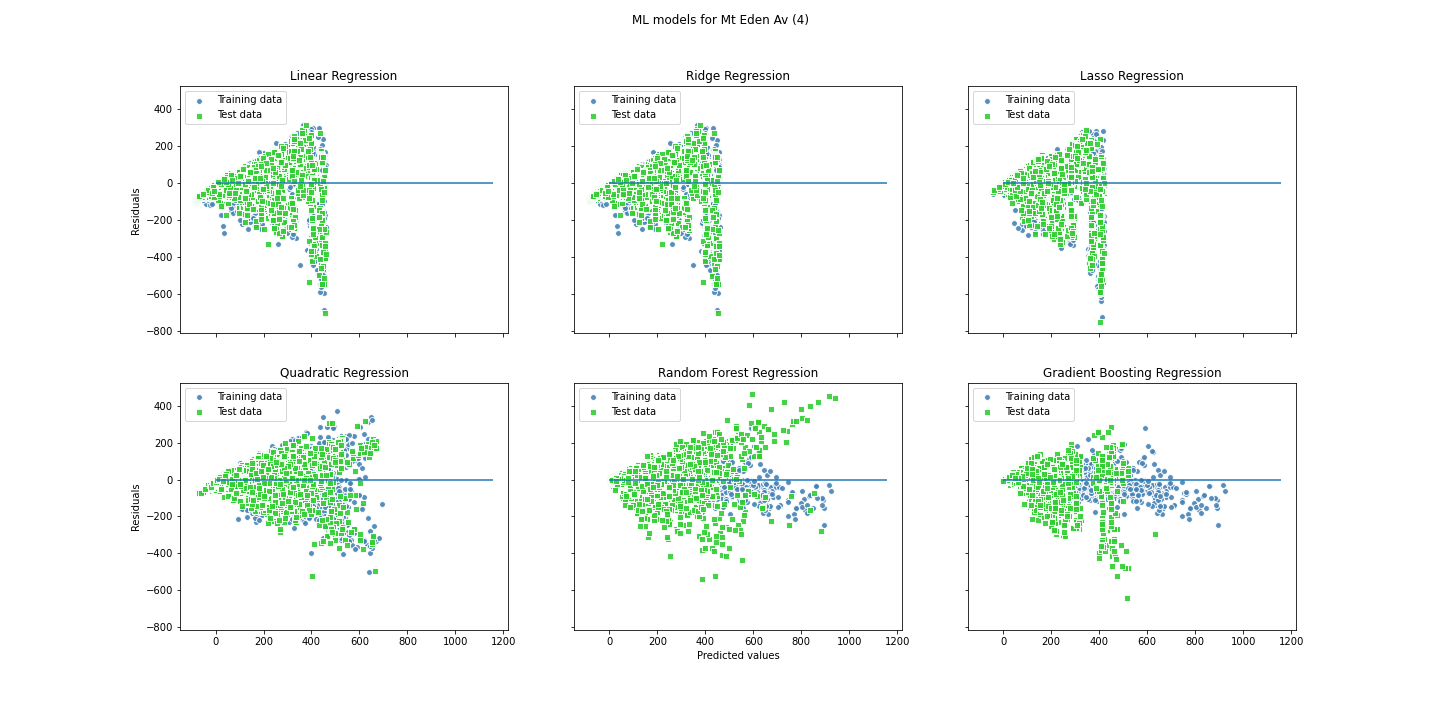 ML models for Mt Eden Av (4)
Linear Regression
Training data
Test data
400
200
0
−200
−400
−600
−800
Residuals
Ridge Regression
Training data
Test data
Lasso Regression
Training data
Test data
Quadratic Regression
Training data
Test data
400
200
0
−200
−400
−600
−800
Residuals
0 200 400 600 800 1000 1200
Random Forest Regression
Training data
Test data
0 200 400 600 800 1000 1200
Predicted values
Gradient Boosting Regression
Training data
Test data
0 200 400 600 800 1000 1200